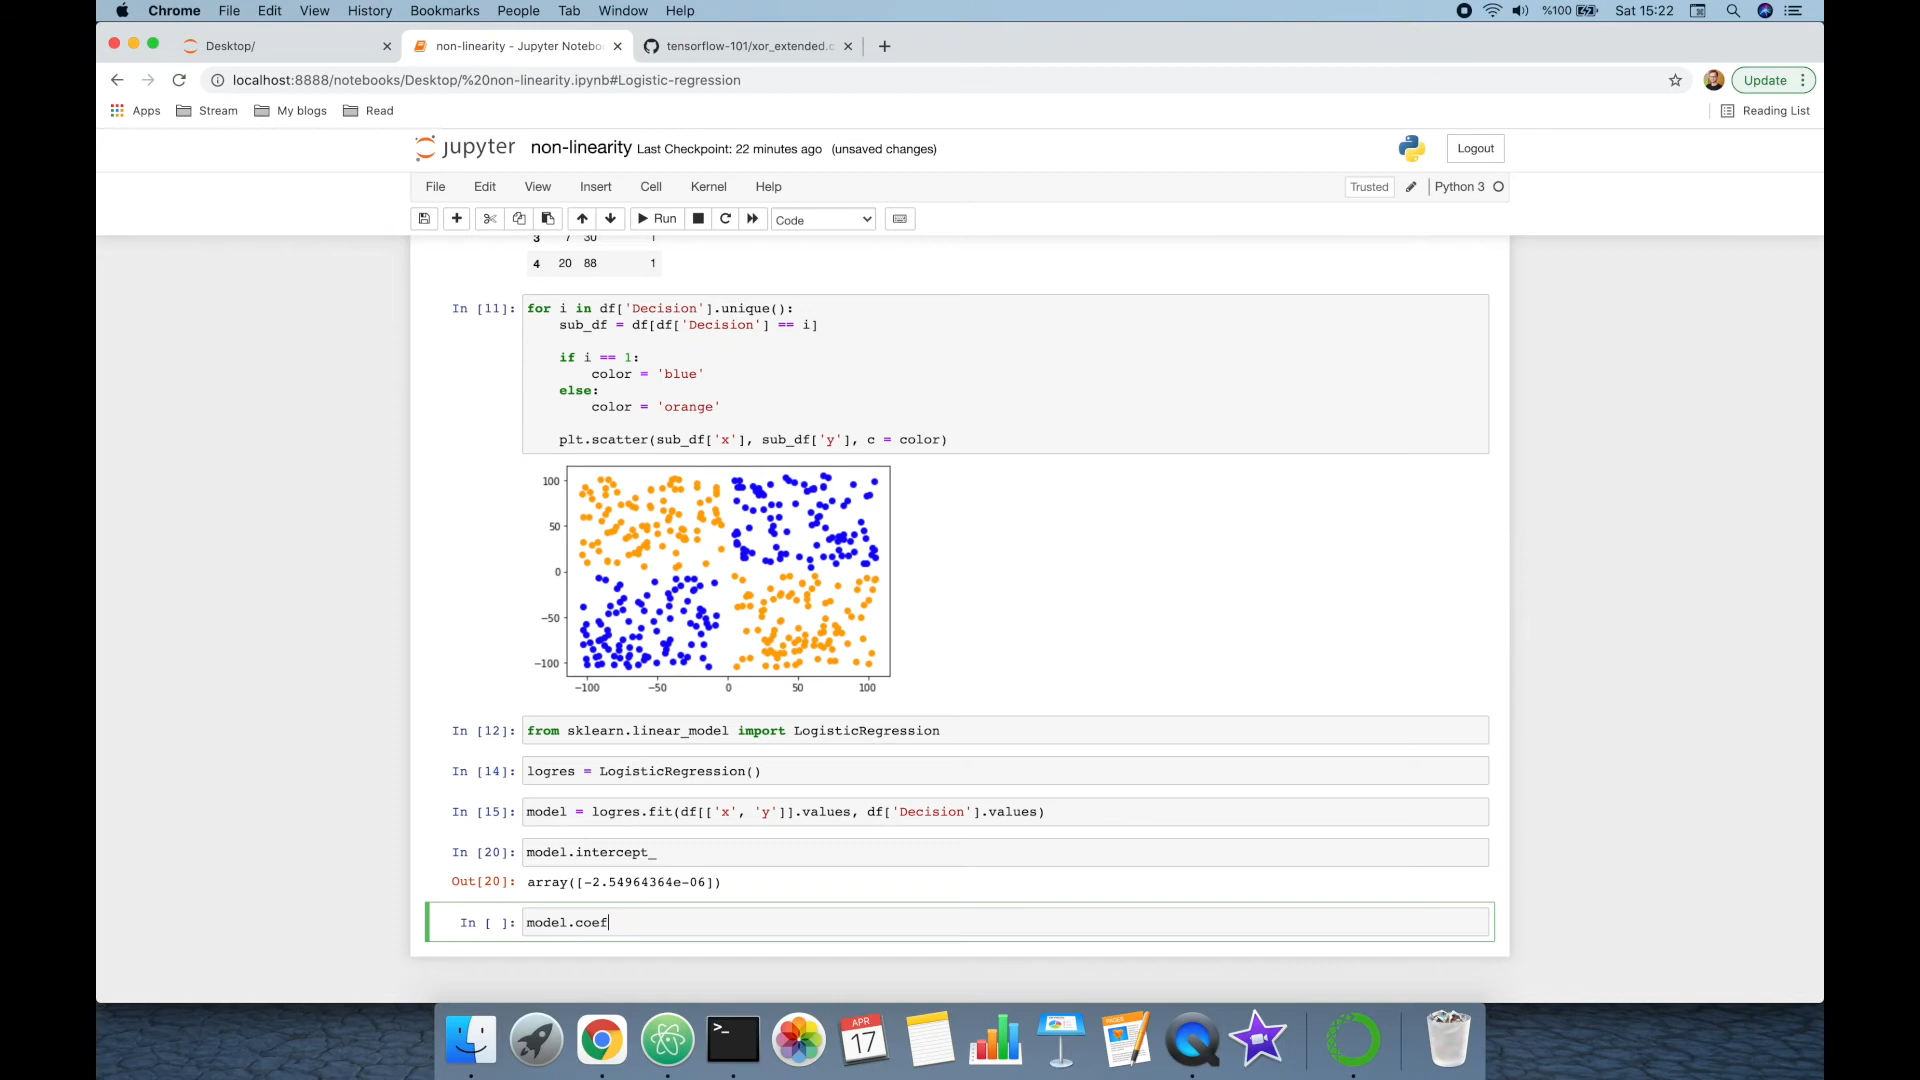 Chrome File Edit View History Bookmarks People Tab Window Help %100 Sat 15:22
Desktop/ non-linearity - Jupyter Notebo tensorflow-101/xor_extended.c
localhost:8888/notebooks/Desktop/%20non-linearity.ipynb#Logistic-regression Update
Apps Stream My blogs Read Reading List
jupyter non-linearity Last Checkpoint: 22 minutes ago (unsaved changes) Logout
File Edit View Insert Cell Kernel Help Trusted Python 3
Run Code
3 7 30 1
4 20 88 1
In [11]: for i in df['Decision'].unique():
sub_df = df[df['Decision'] == i]
if i == 1:
color = 'blue'
else:
color = 'orange'
plt.scatter(sub_df['x'], sub_df['y'], c = color)
100
50
0
−50
−100
−100 −50 0 50 100
In [12]: from sklearn.linear_model import LogisticRegression
In [14]: logres = LogisticRegression()
In [15]: model = logres.fit(df[['x', 'y']].values, df['Decision'].values)
In [20]: model.intercept_
Out[20]: array([-2.54964364e-06])
In [ ]: model.coef
>_
APR
17
PAGES